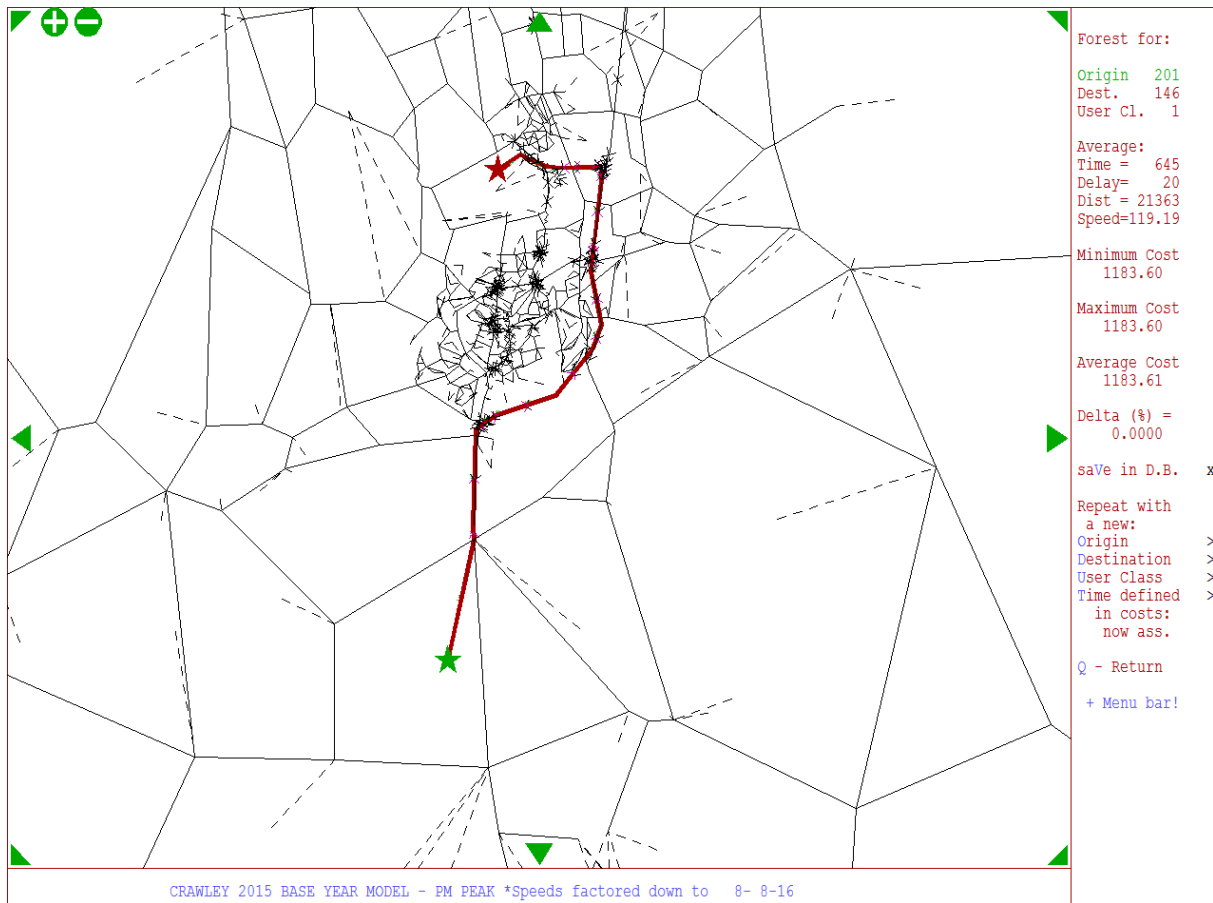 Forest for:
Origin 201
Dest. 146
User Cl. 1
Average:
Time = 645
Delay= 20
Dist = 21363
Speed=119.19
Minimum Cost
1183.60
Maximum Cost
1183.60
Average Cost
1183.61
Delta (%) =
0.0000
saVe in D.B. x
Repeat with
a new:
Origin >
Destination >
User Class >
Time defined >
in costs:
now ass.
Q - Return
+ Menu bar!
CRAWLEY 2015 BASE YEAR MODEL - PM PEAK *Speeds factored down to 8- 8-16